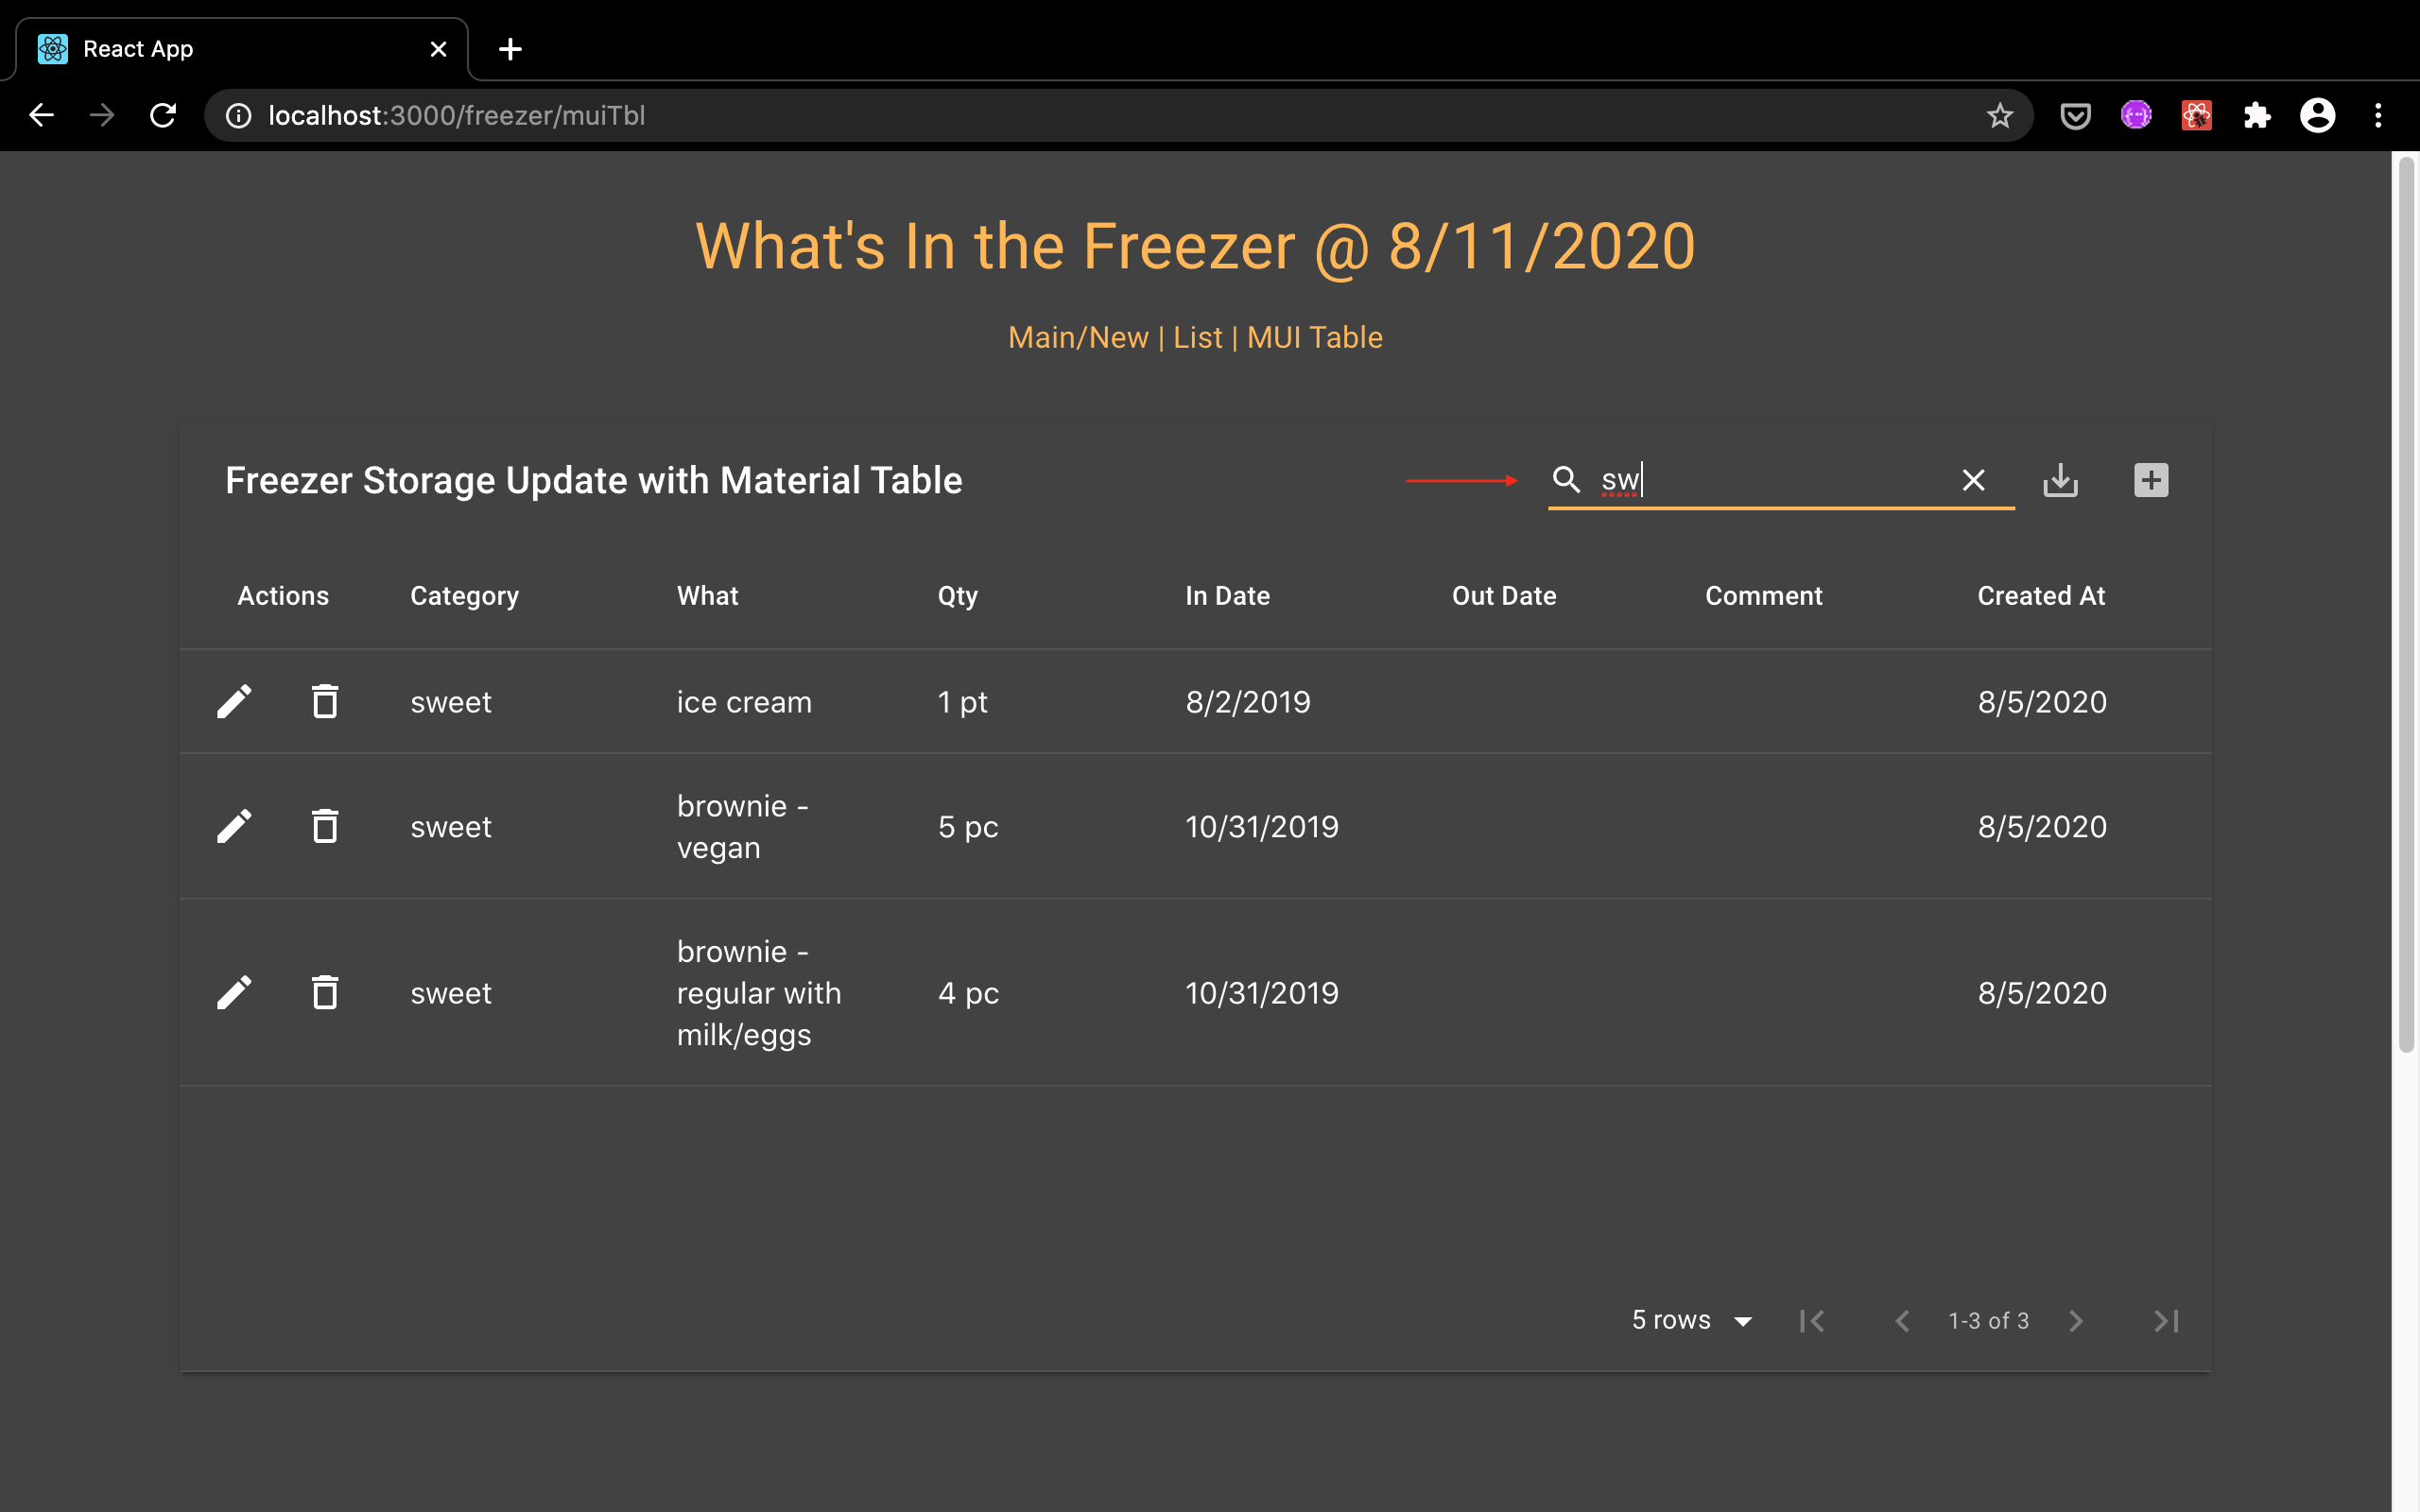 React App
localhost:3000/freezer/muiTbl
What's In the Freezer @ 8/11/2020
Main/New | List | MUI Table
Freezer Storage Update with Material Table
sw
Actions Category What Qty In Date Out Date Comment Created At
sweet ice cream 1 pt 8/2/2019 8/5/2020
brownie -
sweet 5 pc 10/31/2019 8/5/2020
vegan
brownie -
sweet regular with 4 pc 10/31/2019 8/5/2020
milk/eggs
5 rows 1-3 of 3